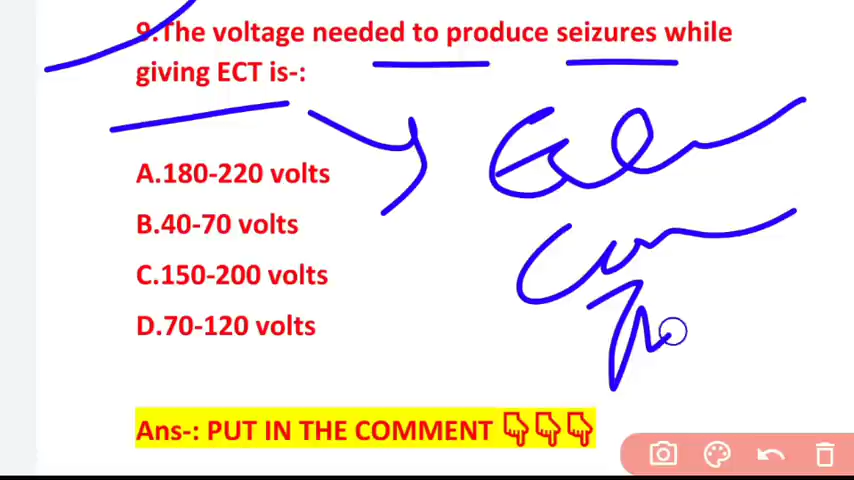 9.The voltage needed to produce seizures while
giving ECT is-:
A.180-220 volts
B.40-70 volts
C.150-200 volts
D.70-120 volts
Ans-: PUT IN THE COMMENT 👇👇👇